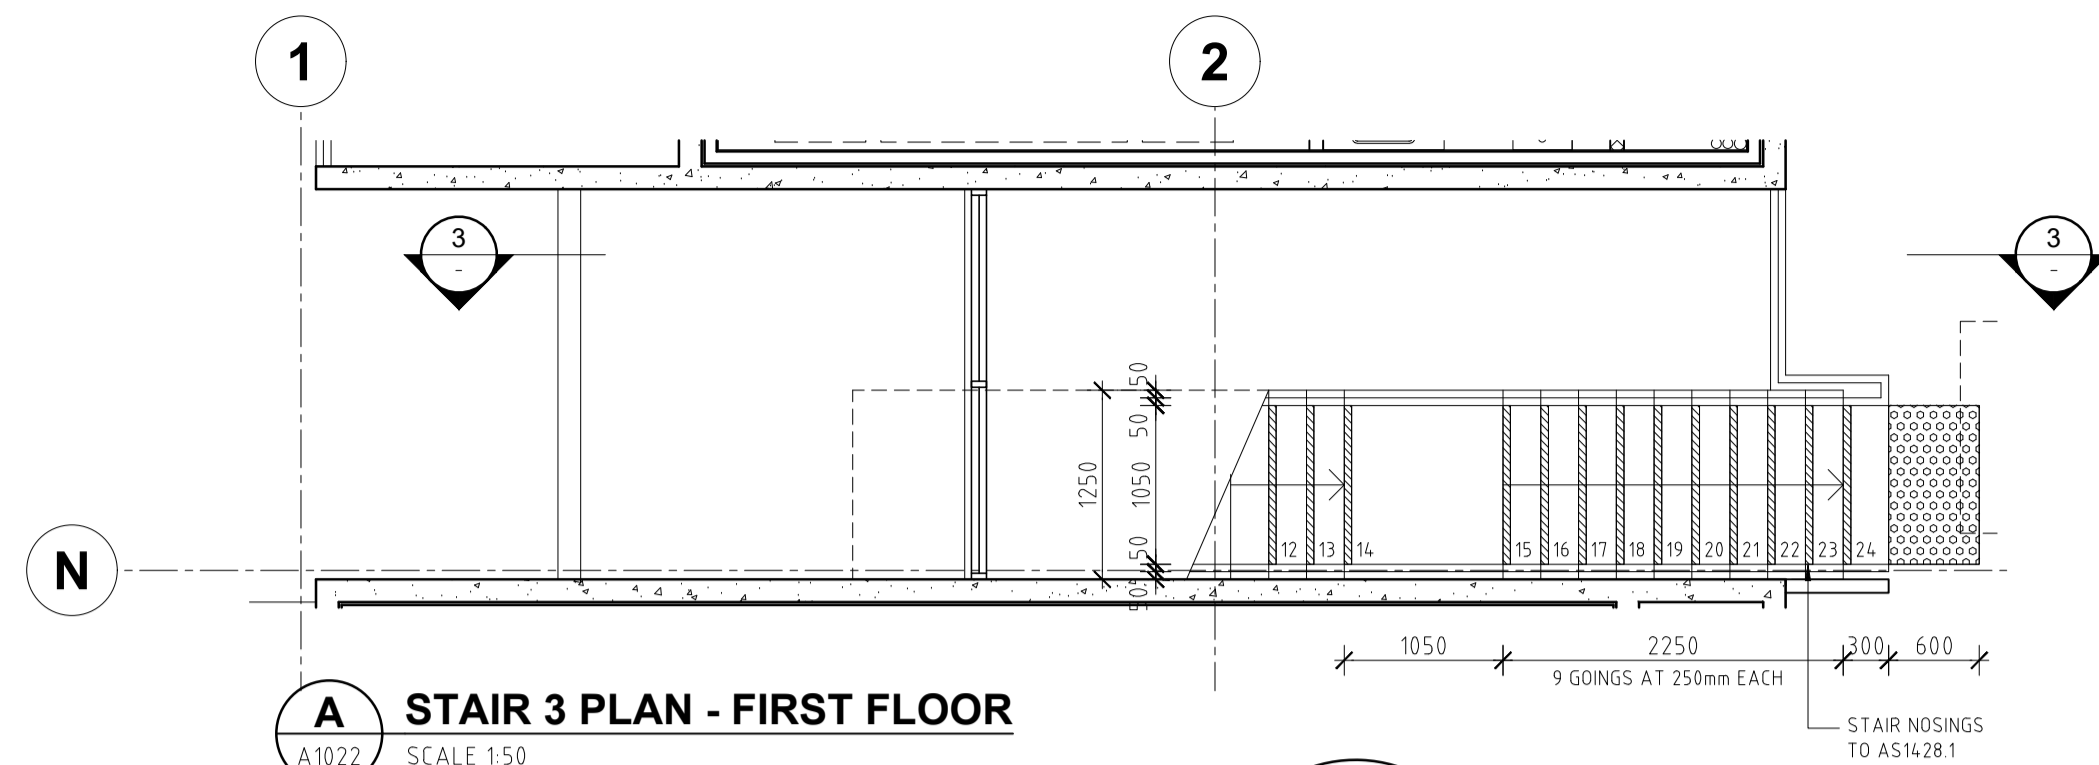 1
2
3
-
3
-
50
50
1250
1050
50
50
12 13 14 15 16 17 18 19 20 21 22 23 24
N
1050 2250 300 600
9 GOINGS AT 250mm EACH
A STAIR 3 PLAN - FIRST FLOOR
A1022 SCALE 1:50
STAIR NOSINGS
TO AS1428.1